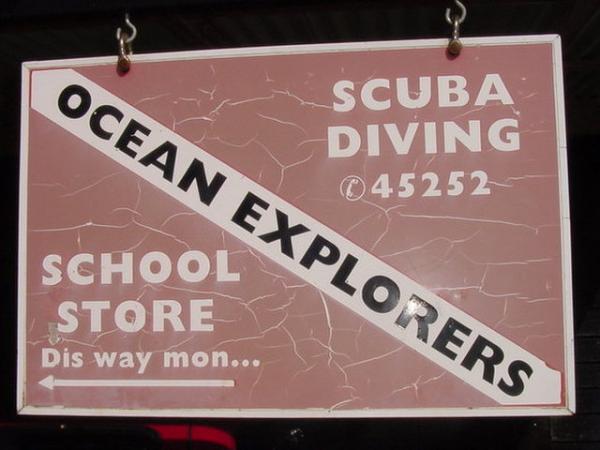 SCUBA
DIVING
✆45252
OCEAN EXPLORERS
SCHOOL
STORE
Dis way mon...